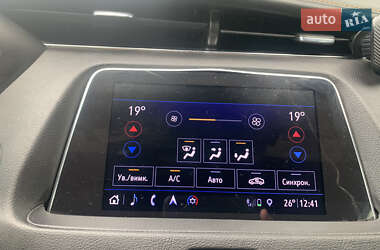 auto RIA
19° 19°
Ув./вимк. A/C Авто Синхрон.
26° 12:41